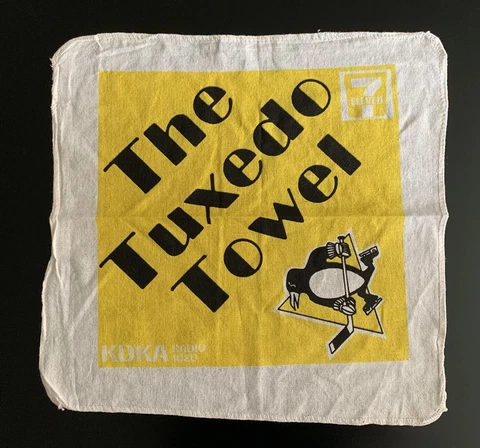 The
Tuxedo
Towel
7
ELEVEN
KDKA RADIO
1020